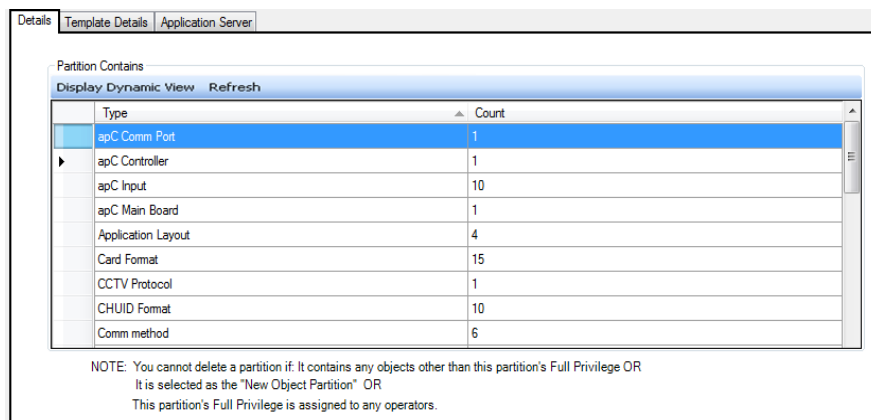 Details Template Details Application Server
Partition Contains
Display Dynamic View Refresh
Type Count
apC Comm Port 1
apC Controller 1
apC Input 10
apC Main Board 1
Application Layout 4
Card Format 15
CCTV Protocol 1
CHUID Format 10
Comm method 6
NOTE: You cannot delete a partition if: It contains any objects other than this partition's Full Privilege OR
It is selected as the "New Object Partition" OR
This partition's Full Privilege is assigned to any operators.